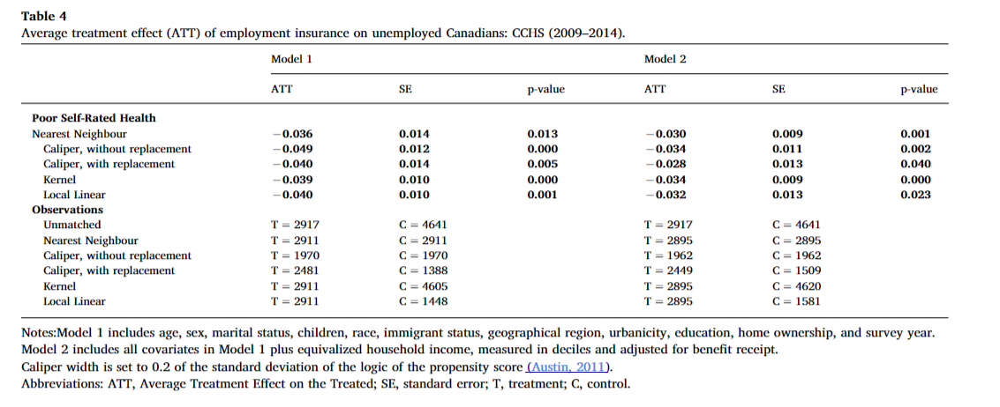 Table 4
Average treatment effect (ATT) of employment insurance on unemployed Canadians: CCHS (2009–2014).
Model 1 Model 2
ATT SE p-value ATT SE p-value
Poor Self-Rated Health
Nearest Neighbour −0.036 0.014 0.013 −0.030 0.009 0.001
Caliper, without replacement −0.049 0.012 0.000 −0.034 0.011 0.002
Caliper, with replacement −0.040 0.014 0.005 −0.028 0.013 0.040
Kernel −0.039 0.010 0.000 −0.034 0.009 0.000
Local Linear −0.040 0.010 0.001 −0.032 0.013 0.023
Observations
Unmatched T = 2917 C = 4641 T = 2917 C = 4641
Nearest Neighbour T = 2911 C = 2911 T = 2895 C = 2895
Caliper, without replacement T = 1970 C = 1970 T = 1962 C = 1962
Caliper, with replacement T = 2481 C = 1388 T = 2449 C = 1509
Kernel T = 2911 C = 4605 T = 2895 C = 4620
Local Linear T = 2911 C = 1448 T = 2895 C = 1581
Notes:Model 1 includes age, sex, marital status, children, race, immigrant status, geographical region, urbanicity, education, home ownership, and survey year.
Model 2 includes all covariates in Model 1 plus equivalized household income, measured in deciles and adjusted for benefit receipt.
Caliper width is set to 0.2 of the standard deviation of the logic of the propensity score (Austin, 2011).
Abbreviations: ATT, Average Treatment Effect on the Treated; SE, standard error; T, treatment; C, control.